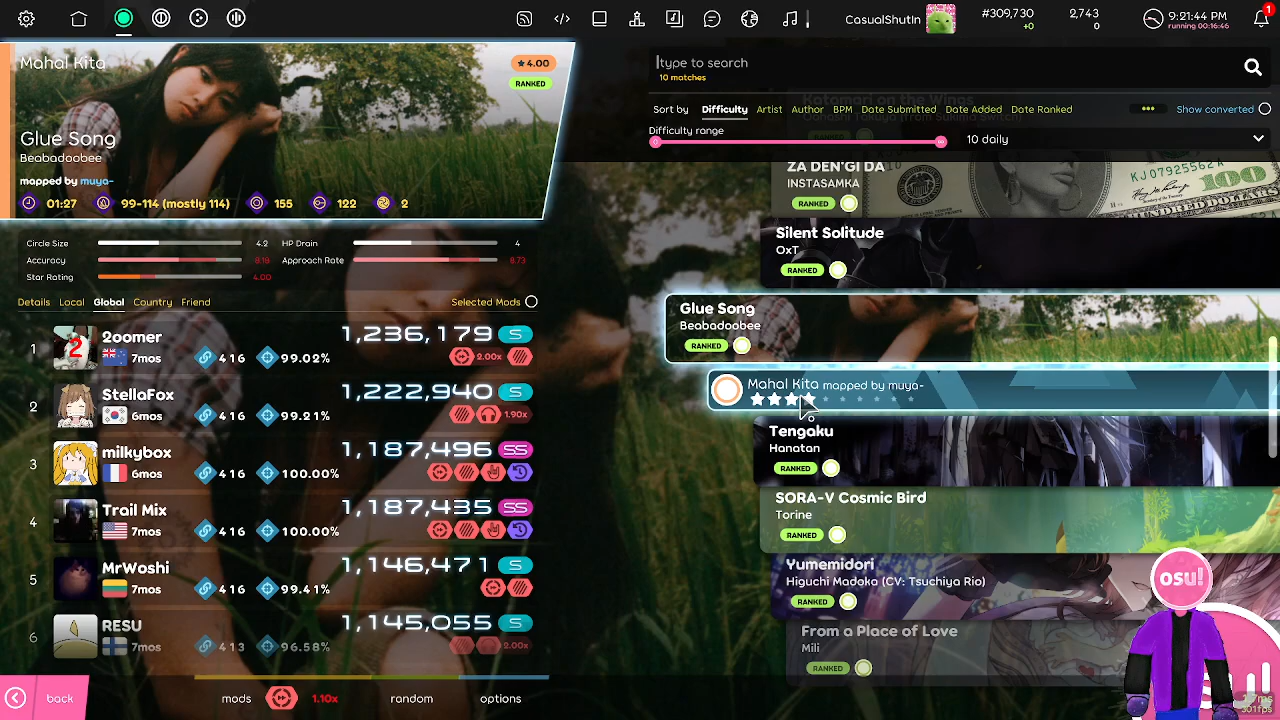 CasualShutIn
#309,730
+0
2,743
0
9:21:44 PM
running 00:16:46
1
Mahal Kita
4.00
RANKED
Glue Song
Beabadoobee
mapped by muya-
01:27
99-114 (mostly 114)
155
122
2
type to search
10 matches
Sort by
Difficulty
Artist
Author
BPM
Date Submitted
Date Added
Date Ranked
Show converted
Difficulty range
0
∞
10 daily
Circle Size
4.2
HP Drain
4
Accuracy
8.18
Approach Rate
8.73
Star Rating
4.00
Details
Local
Global
Country
Friend
Selected Mods
1
2
2oomer
7mos
416
99.02%
1,236,179
S
2.00x
2
StellaFox
6mos
416
99.21%
1,222,940
S
1.90x
3
milkybox
6mos
416
100.00%
1,187,496
SS
4
Trail Mix
7mos
416
100.00%
1,187,435
SS
5
MrWoshi
7mos
416
99.41%
1,146,471
S
6
RESU
7mos
413
96.58%
1,145,055
S
2.00x
Katamari on the Wings
RANKED
ZA DEN'GI DA
INSTASAMKA
RANKED
Silent Solitude
OxT
RANKED
Glue Song
Beabadoobee
RANKED
Mahal Kita mapped by muya-
Tengaku
Hanatan
RANKED
SORA-V Cosmic Bird
Torine
RANKED
Yumemidori
Higuchi Madoka (CV: Tsuchiya Rio)
RANKED
From a Place of Love
Mili
RANKED
osu!
back
mods
1.10x
random
options
301fps